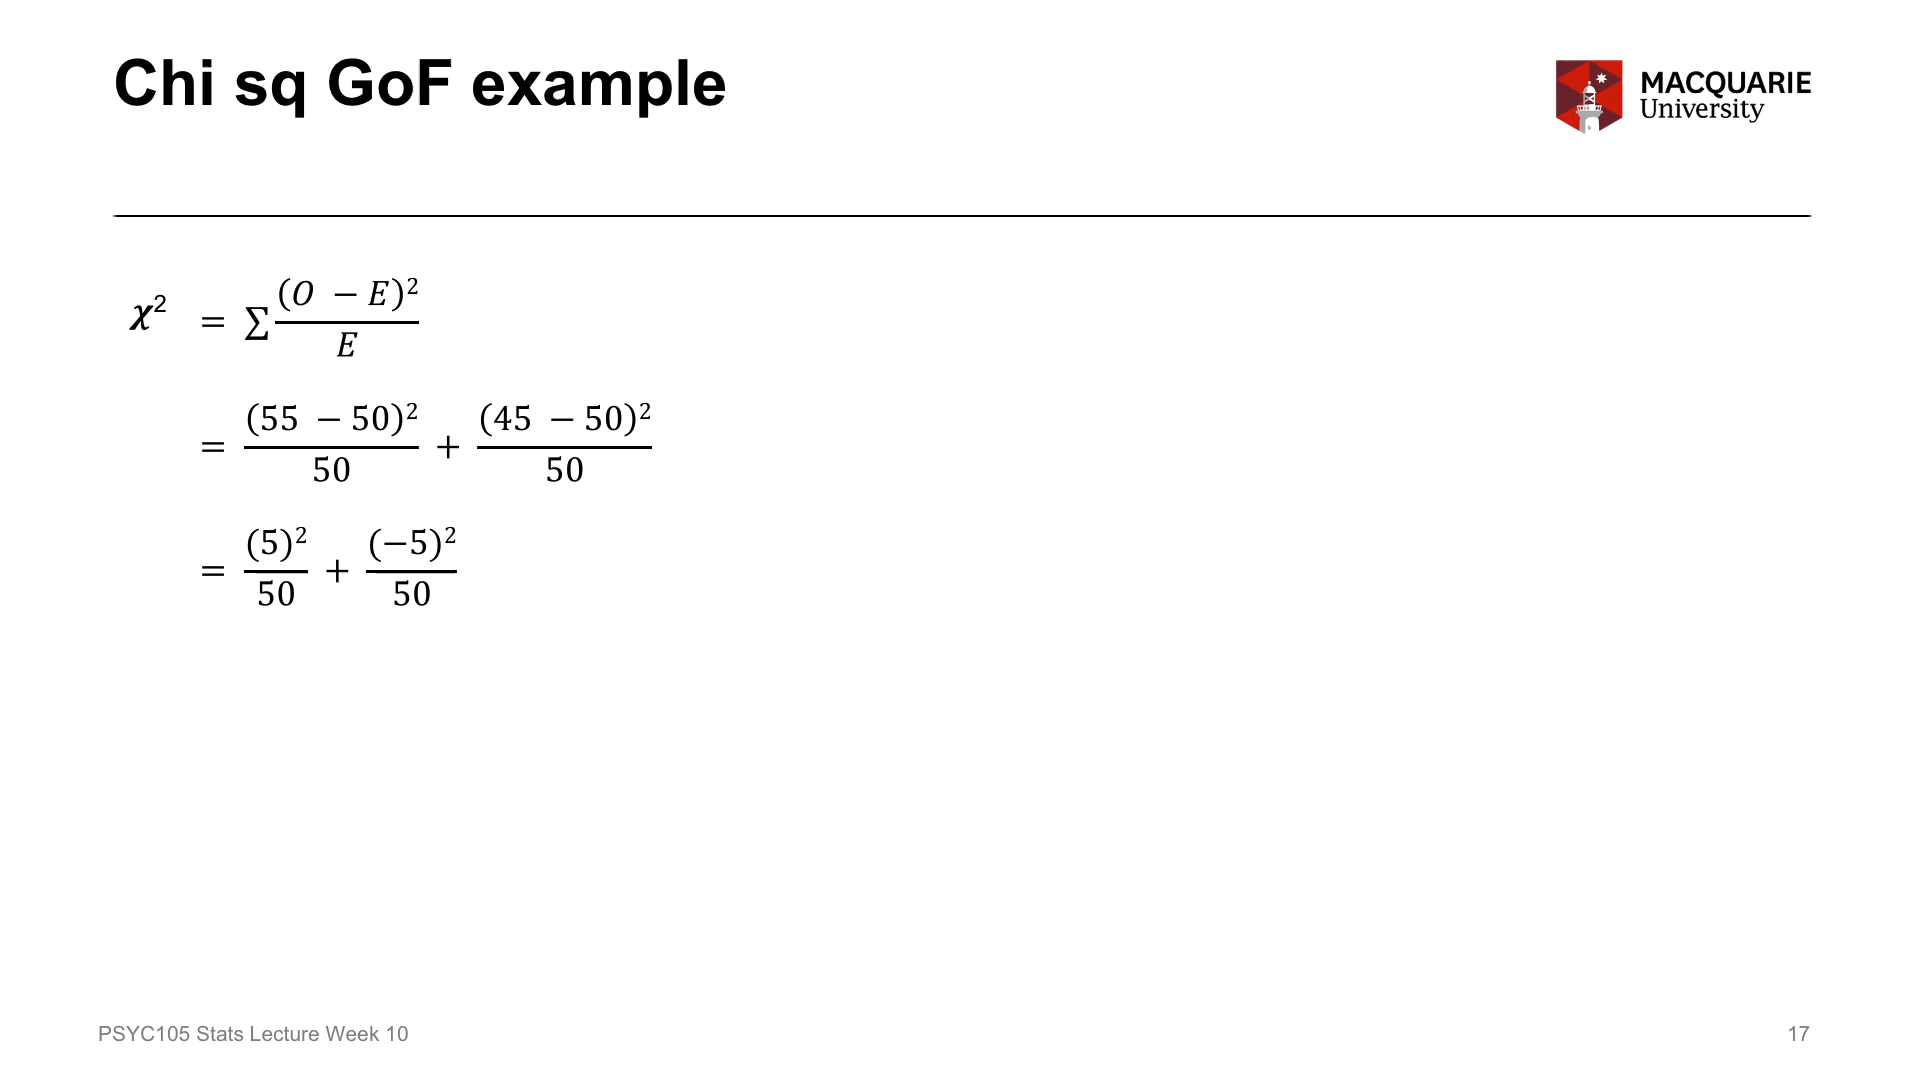 Chi sq GoF example
MACQUARIE
University
𝝌² = ∑ (𝑂 − 𝐸)² / 𝐸
= (55 − 50)² / 50 + (45 − 50)² / 50
= (5)² / 50 + (−5)² / 50
PSYC105 Stats Lecture Week 10
17